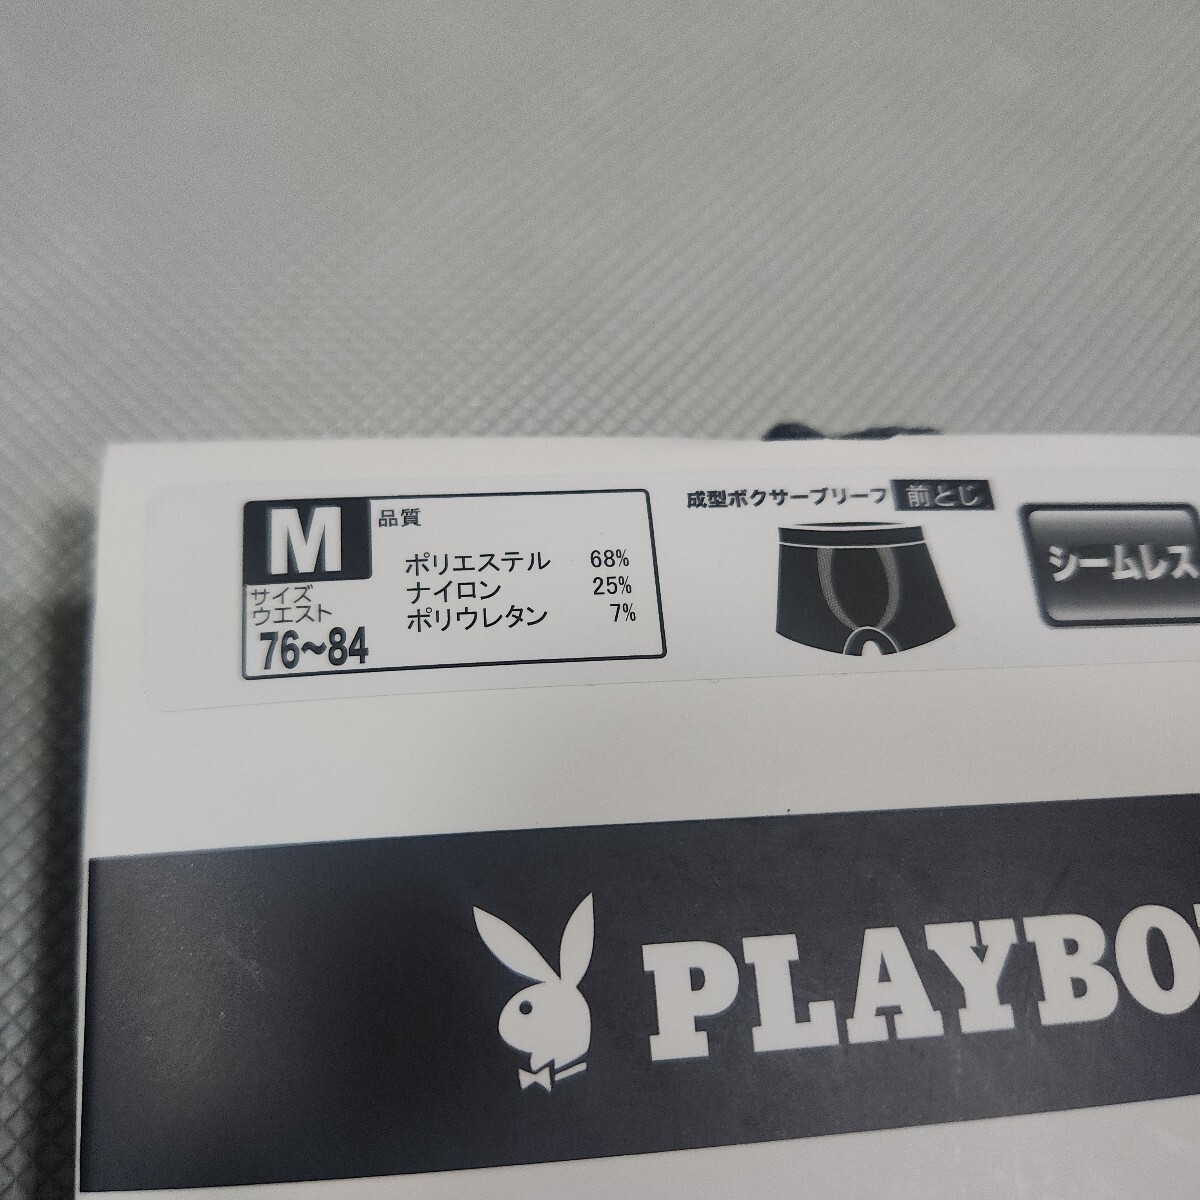 M
サイズ
ウエスト
76~84
品質
ポリエステル 68%
ナイロン 25%
ポリウレタン 7%
成型ボクサーブリーフ 前とじ
シームレス
PLAYBO